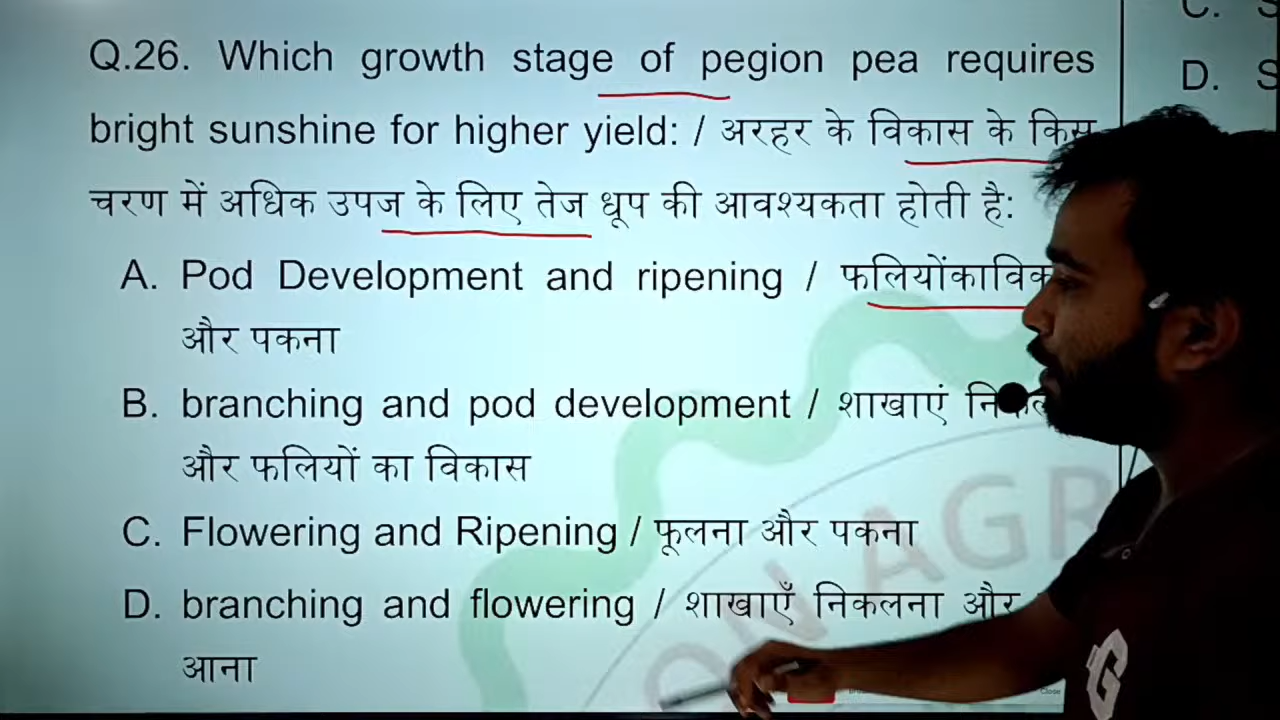 Q.26. Which growth stage of pegion pea requires
bright sunshine for higher yield: / अरहर के विकास के किस
चरण में अधिक उपज के लिए तेज धूप की आवश्यकता होती है:
A. Pod Development and ripening /
और पकना
B. branching and pod development / शाखाएं
और फलियों का विकास
C. Flowering and Ripening / फूलना और पकना
D. branching and flowering / शाखाएँ निकलना और
आना
C. S
D. S
AGR
Close